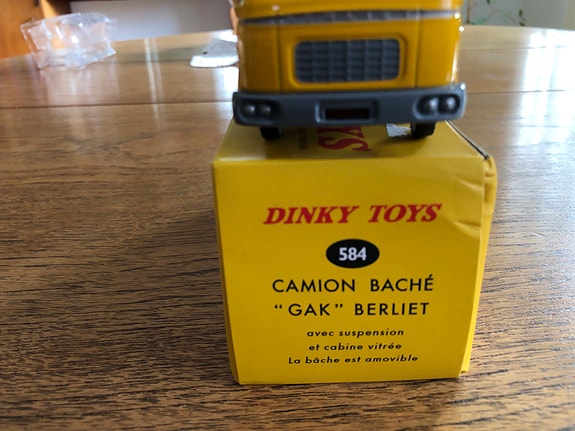 DINKY TOYS
584
CAMION BACHÉ
“GAK” BERLIET
avec suspension
et cabine vitrée
La bâche est amovible